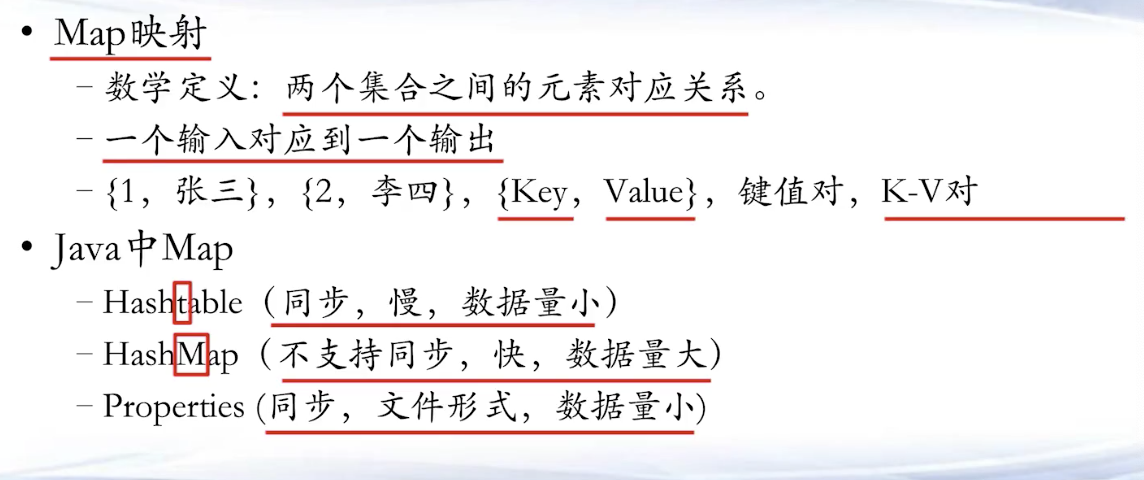 • Map映射
– 数学定义：两个集合之间的元素对应关系。
– 一个输入对应到一个输出
– {1，张三}，{2，李四}，{Key，Value}，键值对，K-V对
• Java中Map
– Hashtable（同步，慢，数据量小）
– HashMap（不支持同步，快，数据量大）
– Properties (同步，文件形式，数据量小)